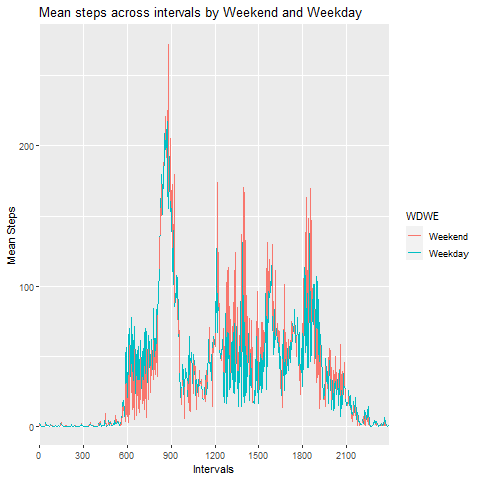 Mean steps across intervals by Weekend and Weekday
200
100
0
Mean Steps
0 300 600 900 1200 1500 1800 2100
Intervals
WDWE
Weekend
Weekday